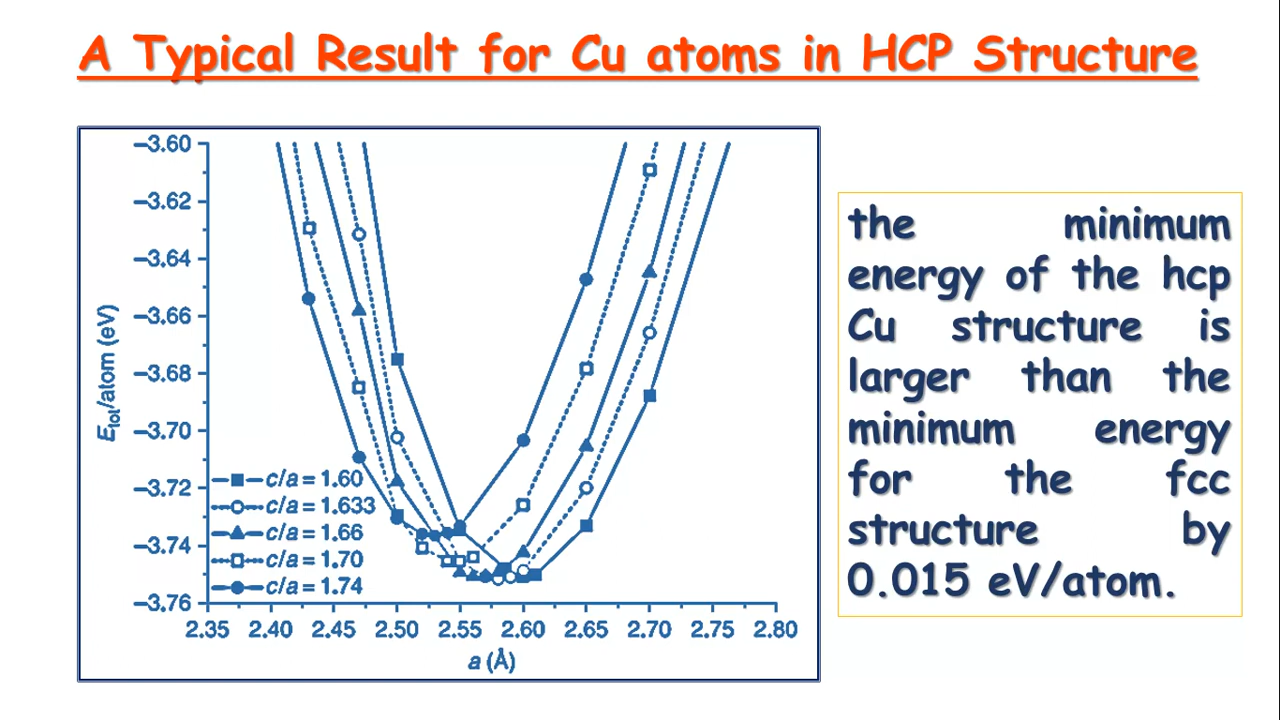 A Typical Result for Cu atoms in HCP Structure
−3.60
−3.62
−3.64
−3.66
−3.68
−3.70
−3.72
−3.74
−3.76
E_tot/atom (eV)
c/a = 1.60
c/a = 1.633
c/a = 1.66
c/a = 1.70
c/a = 1.74
2.35 2.40 2.45 2.50 2.55 2.60 2.65 2.70 2.75 2.80
a (Å)
the minimum
energy of the hcp
Cu structure is
larger than the
minimum energy
for the fcc
structure by
0.015 eV/atom.